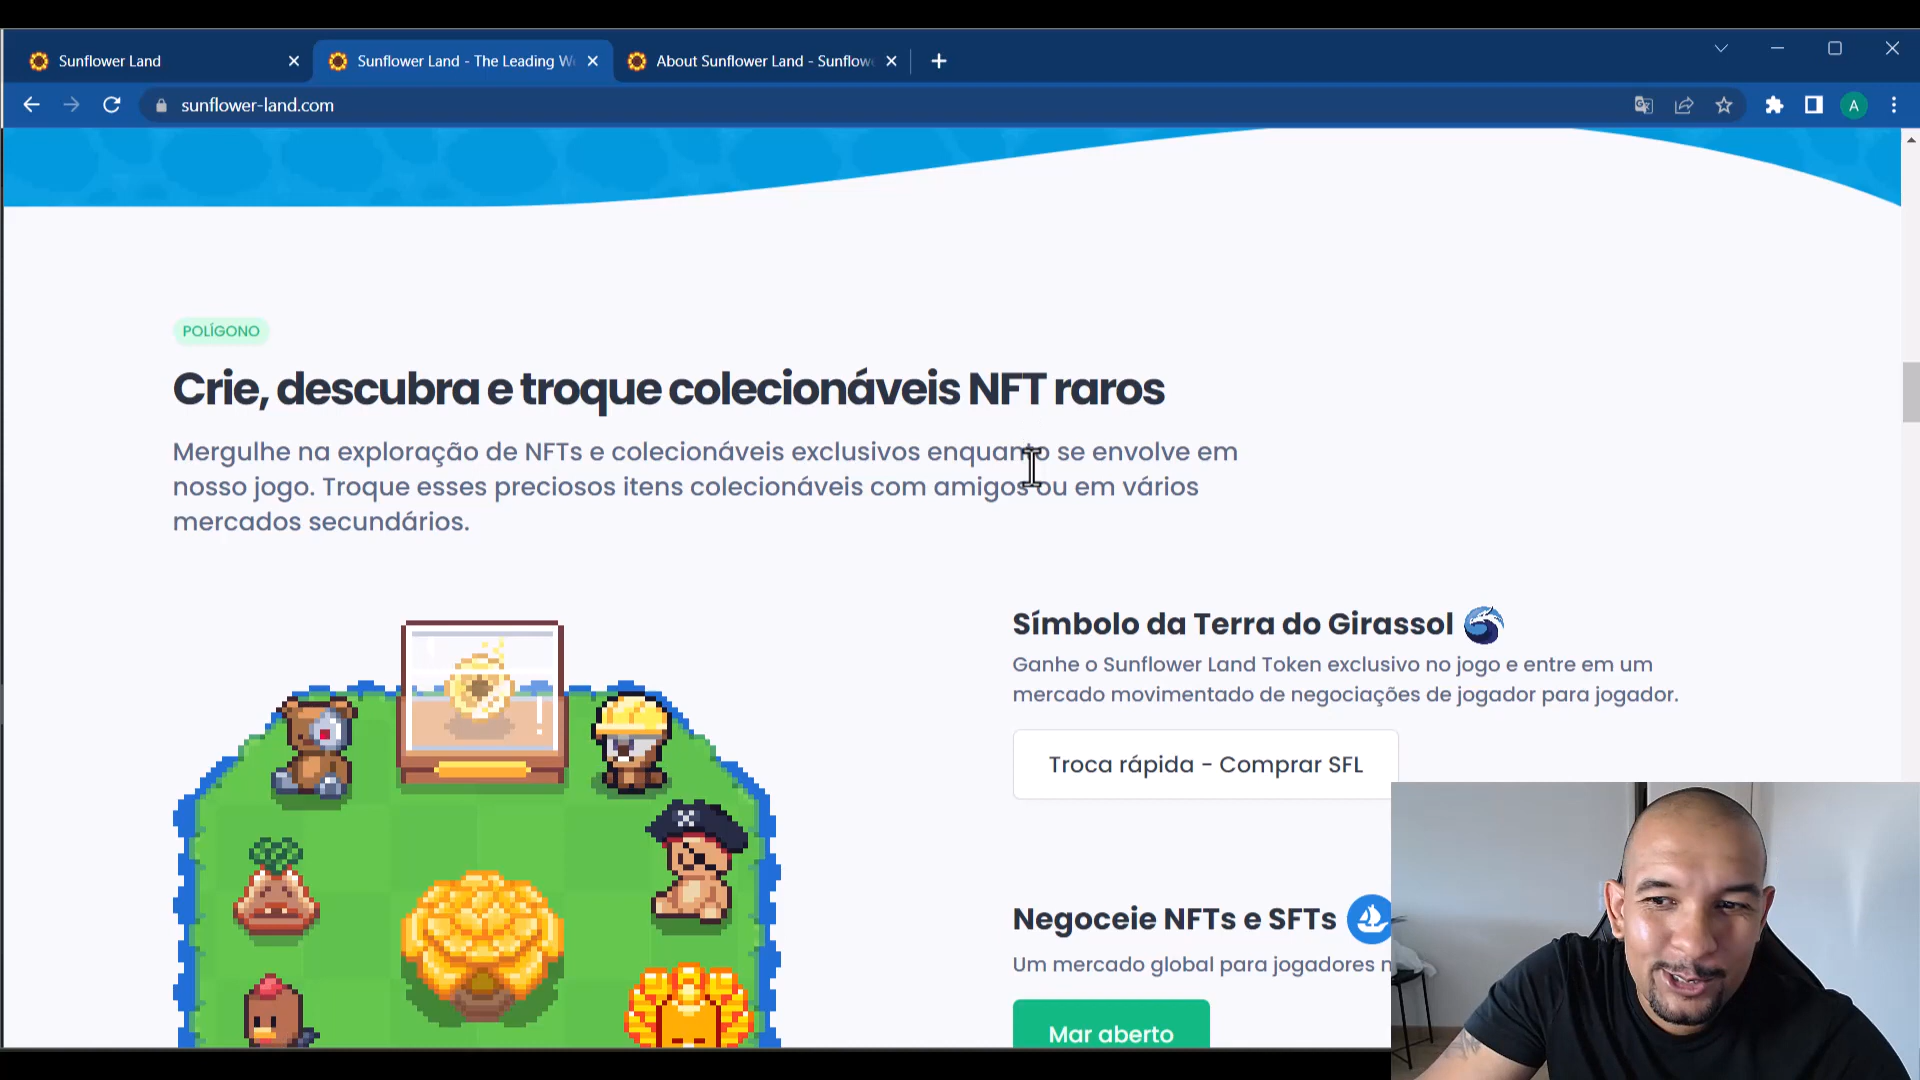 Sunflower Land
Sunflower Land - The Leading W
About Sunflower Land - Sunflow
sunflower-land.com
A
POLÍGONO
Crie, descubra e troque colecionáveis NFT raros
Mergulhe na exploração de NFTs e colecionáveis exclusivos enquanto se envolve em
nosso jogo. Troque esses preciosos itens colecionáveis com amigos ou em vários
mercados secundários.
Símbolo da Terra do Girassol
Ganhe o Sunflower Land Token exclusivo no jogo e entre em um
mercado movimentado de negociações de jogador para jogador.
Troca rápida - Comprar SFL
Negoceie NFTs e SFTs
Um mercado global para jogadores
Mar aberto